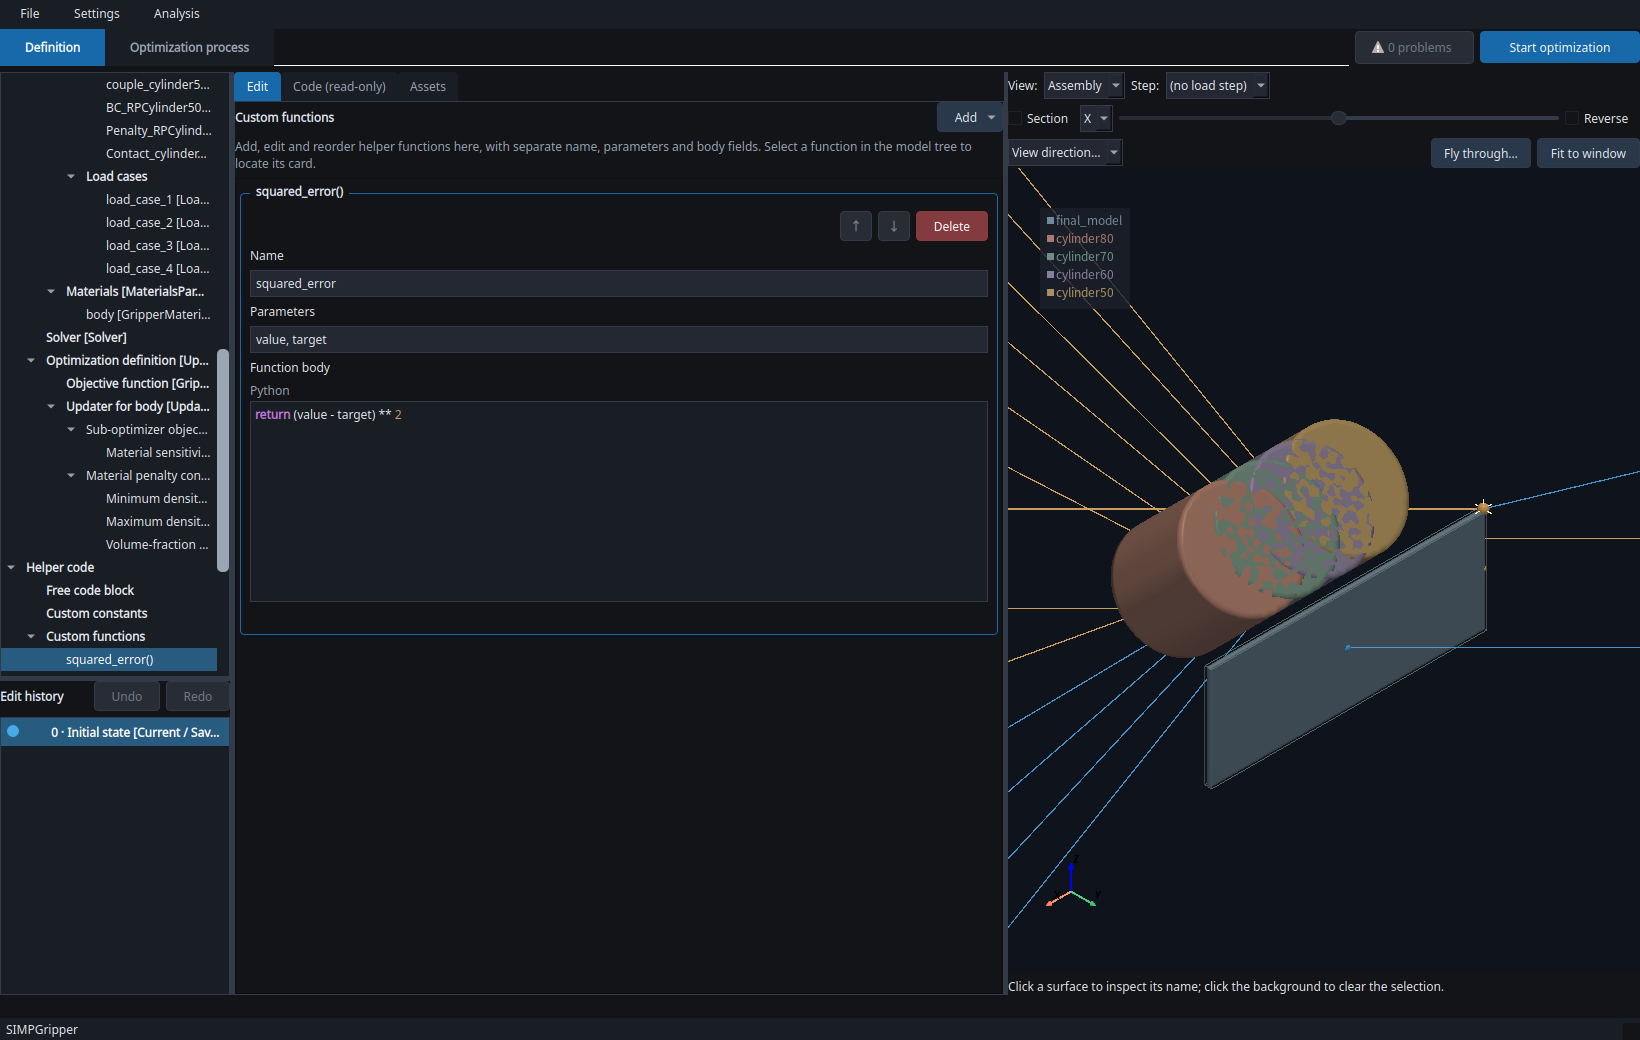 File Settings Analysis
Definition Optimization process 0 problems Start optimization
couple_cylinder5...
BC_RPCylinder50...
Penalty_RPCylind...
Contact_cylinder...
Load cases
load_case_1 [Loa...
load_case_2 [Loa...
load_case_3 [Loa...
load_case_4 [Loa...
Materials [MaterialsPar...
body [GripperMateri...
Solver [Solver]
Optimization definition [Up...
Objective function [Grip...
Updater for body [Upda...
Sub-optimizer objec...
Material sensitivi...
Material penalty con...
Minimum densit...
Maximum densit...
Volume-fraction ...
Helper code
Free code block
Custom constants
Custom functions
squared_error()
Edit history Undo Redo
0 · Initial state [Current / Sav...
Edit Code (read-only) Assets
Custom functions Add
Add, edit and reorder helper functions here, with separate name, parameters and body fields. Select a function in the model tree to
locate its card.
squared_error()
↑ ↓ Delete
Name
squared_error
Parameters
value, target
Function body
Python
return (value - target) ** 2
View: Assembly Step: (no load step)
Section X Reverse
View direction... Fly through... Fit to window
final_model
cylinder80
cylinder70
cylinder60
cylinder50
Click a surface to inspect its name; click the background to clear the selection.
SIMPGripper